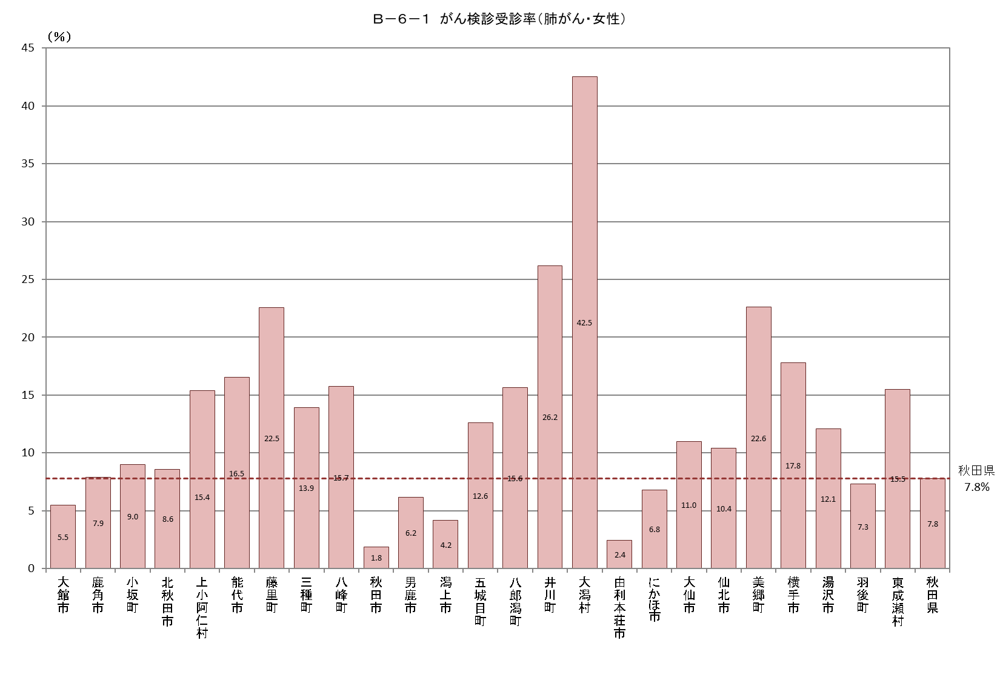 B－6－1　がん検診受診率（肺がん・女性）
（%）
45
40
35
30
25
20
15
10
5
0
5.5
7.9
9.0
8.6
15.4
16.5
22.5
13.9
15.7
1.8
6.2
4.2
12.6
15.6
26.2
42.5
2.4
6.8
11.0
10.4
22.6
17.8
12.1
7.3
15.5
7.8
秋田県
7.8%
大館市
鹿角市
小坂町
北秋田市
上小阿仁村
能代市
藤里町
三種町
八峰町
秋田市
男鹿市
潟上市
五城目町
八郎潟町
井川町
大潟村
由利本荘市
にかほ市
大仙市
仙北市
美郷町
横手市
湯沢市
羽後町
東成瀬村
秋田県